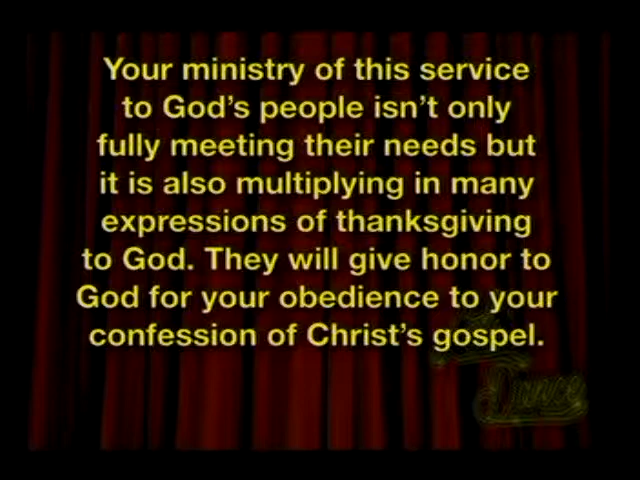 Your ministry of this service
to God's people isn't only
fully meeting their needs but
it is also multiplying in many
expressions of thanksgiving
to God. They will give honor to
God for your obedience to your
confession of Christ's gospel.
Dance